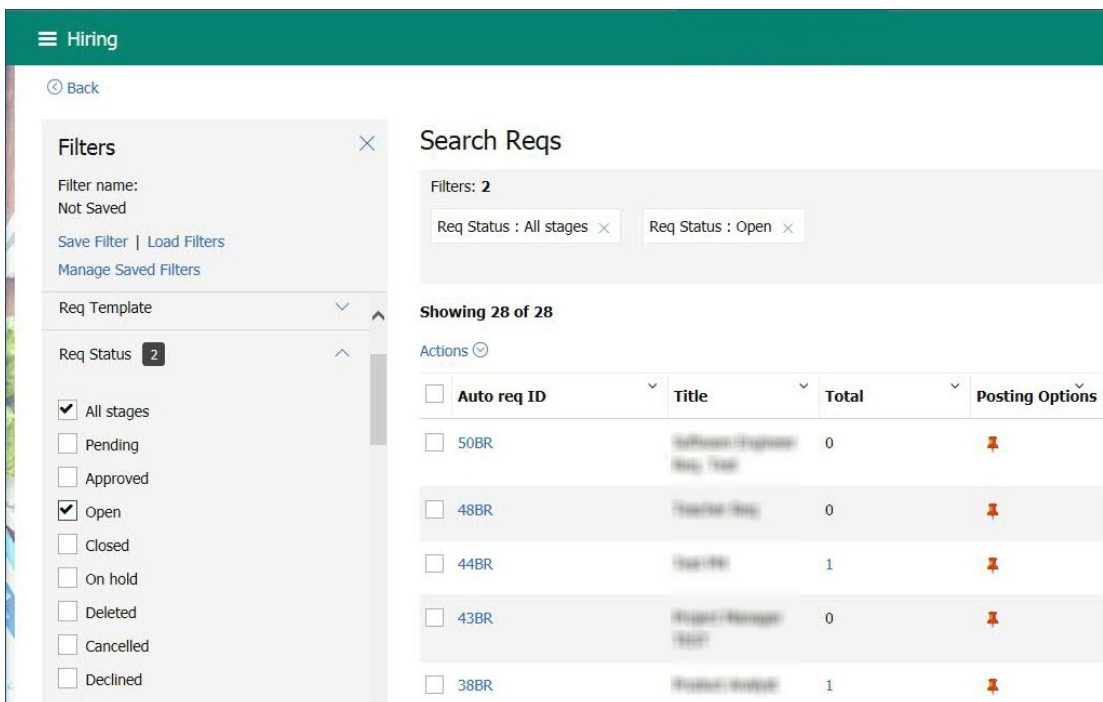 Hiring
Back
Filters
Filter name:
Not Saved
Save Filter | Load Filters
Manage Saved Filters
Req Template
Req Status 2
All stages
Pending
Approved
Open
Closed
On hold
Deleted
Cancelled
Declined
Search Reqs
Filters: 2
Req Status : All stages Req Status : Open
Showing 28 of 28
Actions
Auto req ID Title Total Posting Options
50BR 0
48BR 0
44BR 1
43BR 0
38BR 1